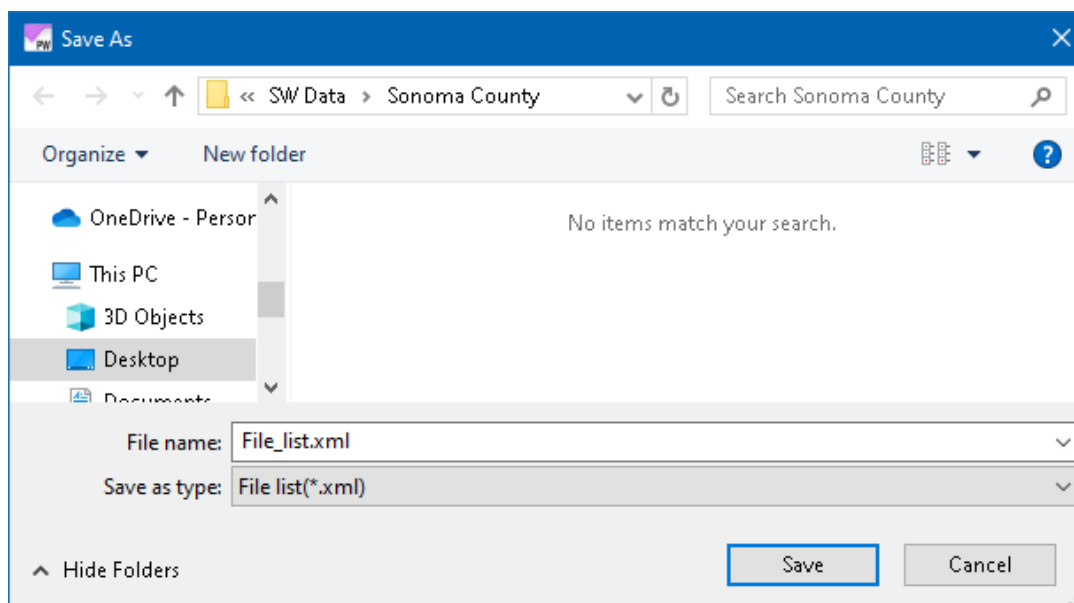 PW Save As
« SW Data > Sonoma County Search Sonoma County
Organize New folder ?
OneDrive - Person
No items match your search.
This PC
3D Objects
Desktop
Documents
File name: File_list.xml
Save as type: File list(*.xml)
Hide Folders Save Cancel